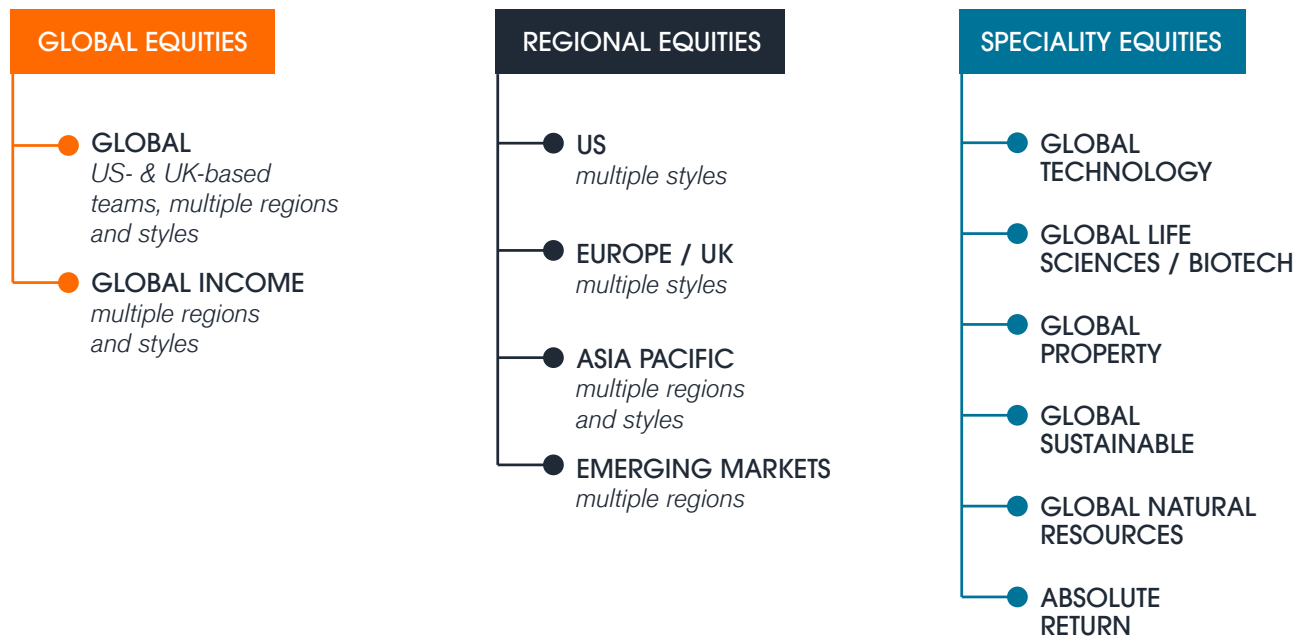 GLOBAL EQUITIES
GLOBAL
US- & UK-based
teams, multiple regions
and styles
GLOBAL INCOME
multiple regions
and styles
REGIONAL EQUITIES
US
multiple styles
EUROPE / UK
multiple styles
ASIA PACIFIC
multiple regions
and styles
EMERGING MARKETS
multiple regions
SPECIALITY EQUITIES
GLOBAL
TECHNOLOGY
GLOBAL LIFE
SCIENCES / BIOTECH
GLOBAL
PROPERTY
GLOBAL
SUSTAINABLE
GLOBAL NATURAL
RESOURCES
ABSOLUTE
RETURN